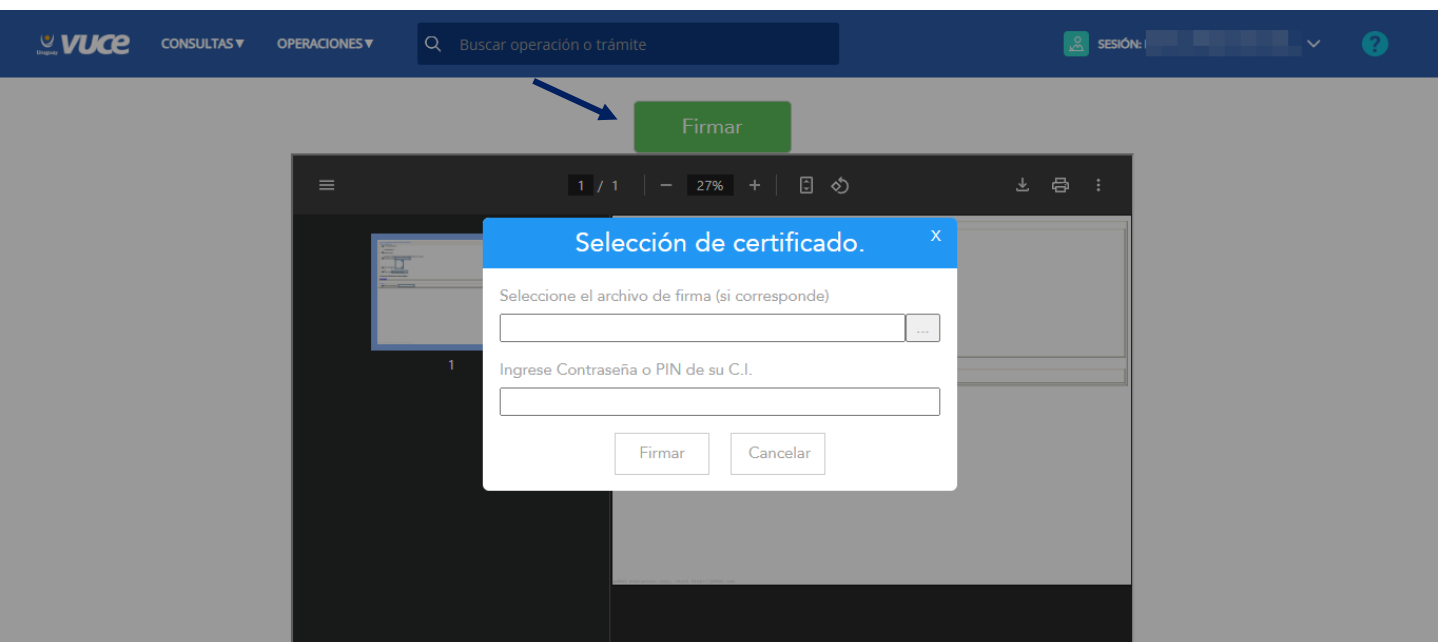 Uruguay VUCE CONSULTAS▼ OPERACIONES▼ Buscar operación o trámite SESIÓN: ?
Firmar
1 / 1 − 27% +
Selección de certificado. X
Seleccione el archivo de firma (si corresponde)
...
1
Ingrese Contraseña o PIN de su C.I.
Firmar Cancelar